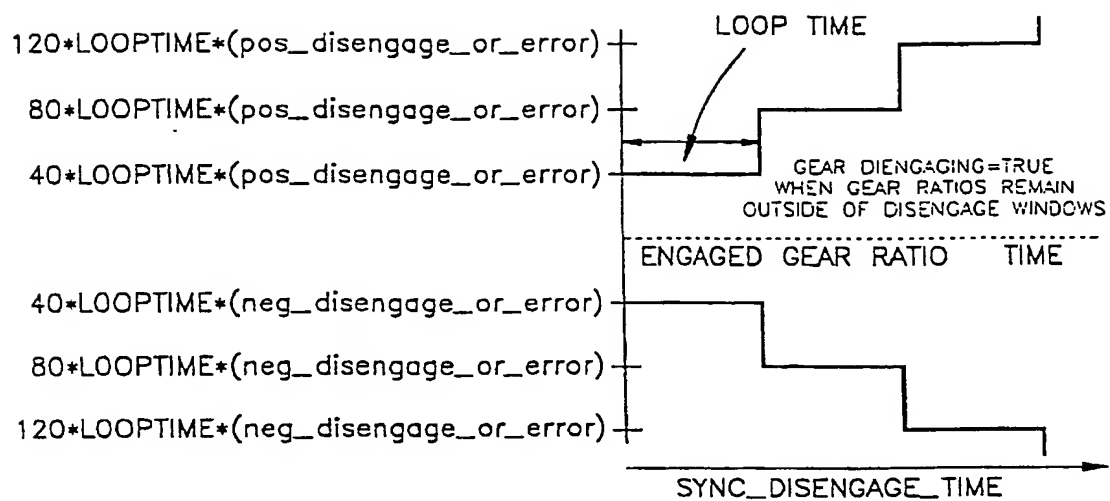 LOOP TIME
120*LOOPTIME*(pos_disengage_or_error)
80*LOOPTIME*(pos_disengage_or_error)
40*LOOPTIME*(pos_disengage_or_error)
GEAR DIENGAGING=TRUE
WHEN GEAR RATIOS REMAIN
OUTSIDE OF DISENGAGE WINDOWS
ENGAGED GEAR RATIO TIME
40*LOOPTIME*(neg_disengage_or_error)
80*LOOPTIME*(neg_disengage_or_error)
120*LOOPTIME*(neg_disengage_or_error)
SYNC_DISENGAGE_TIME